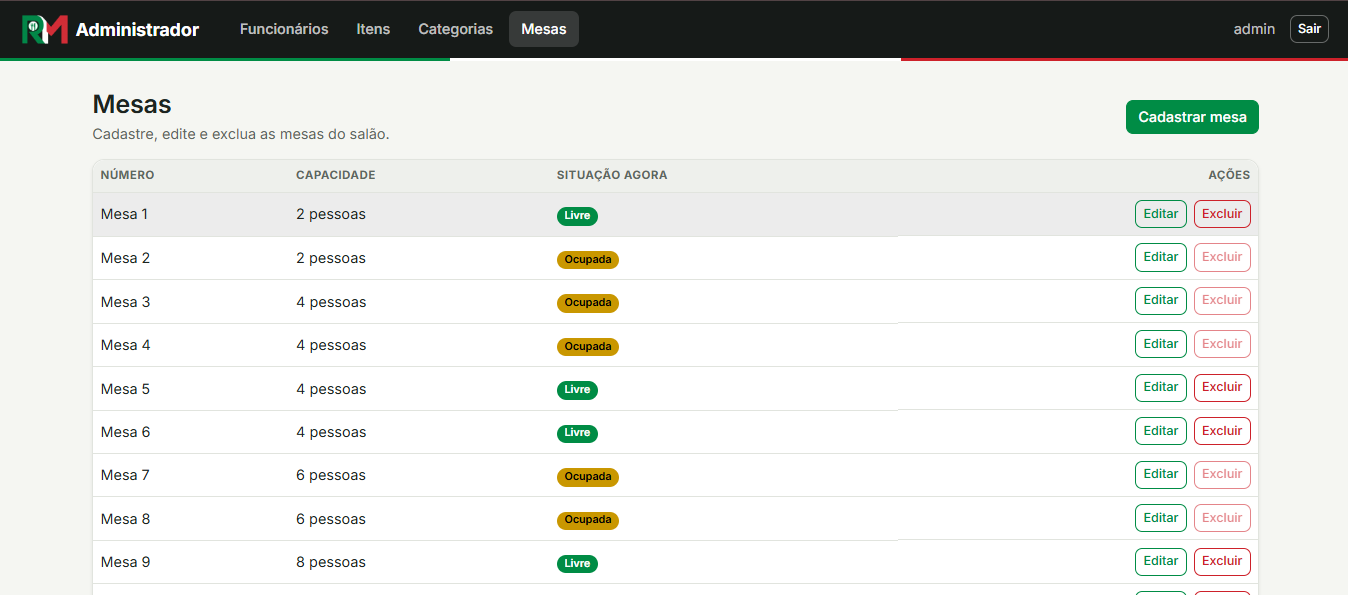 RM Administrador Funcionários Itens Categorias Mesas admin Sair
Mesas
Cadastre, edite e exclua as mesas do salão.
Cadastrar mesa
NÚMERO CAPACIDADE SITUAÇÃO AGORA AÇÕES
Mesa 1 2 pessoas Livre Editar Excluir
Mesa 2 2 pessoas Ocupada Editar Excluir
Mesa 3 4 pessoas Ocupada Editar Excluir
Mesa 4 4 pessoas Ocupada Editar Excluir
Mesa 5 4 pessoas Livre Editar Excluir
Mesa 6 4 pessoas Livre Editar Excluir
Mesa 7 6 pessoas Ocupada Editar Excluir
Mesa 8 6 pessoas Ocupada Editar Excluir
Mesa 9 8 pessoas Livre Editar Excluir